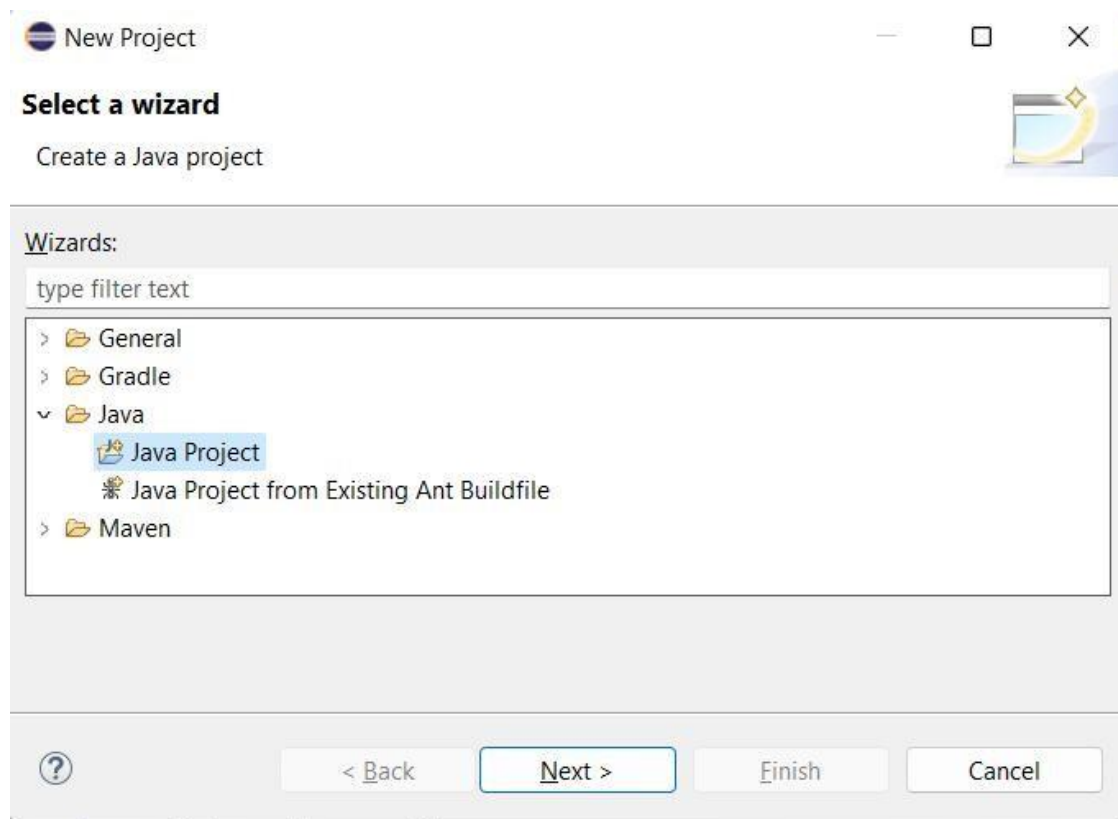 New Project
Select a wizard
Create a Java project
Wizards:
type filter text
General
Gradle
Java
Java Project
Java Project from Existing Ant Buildfile
Maven
? < Back Next > Finish Cancel